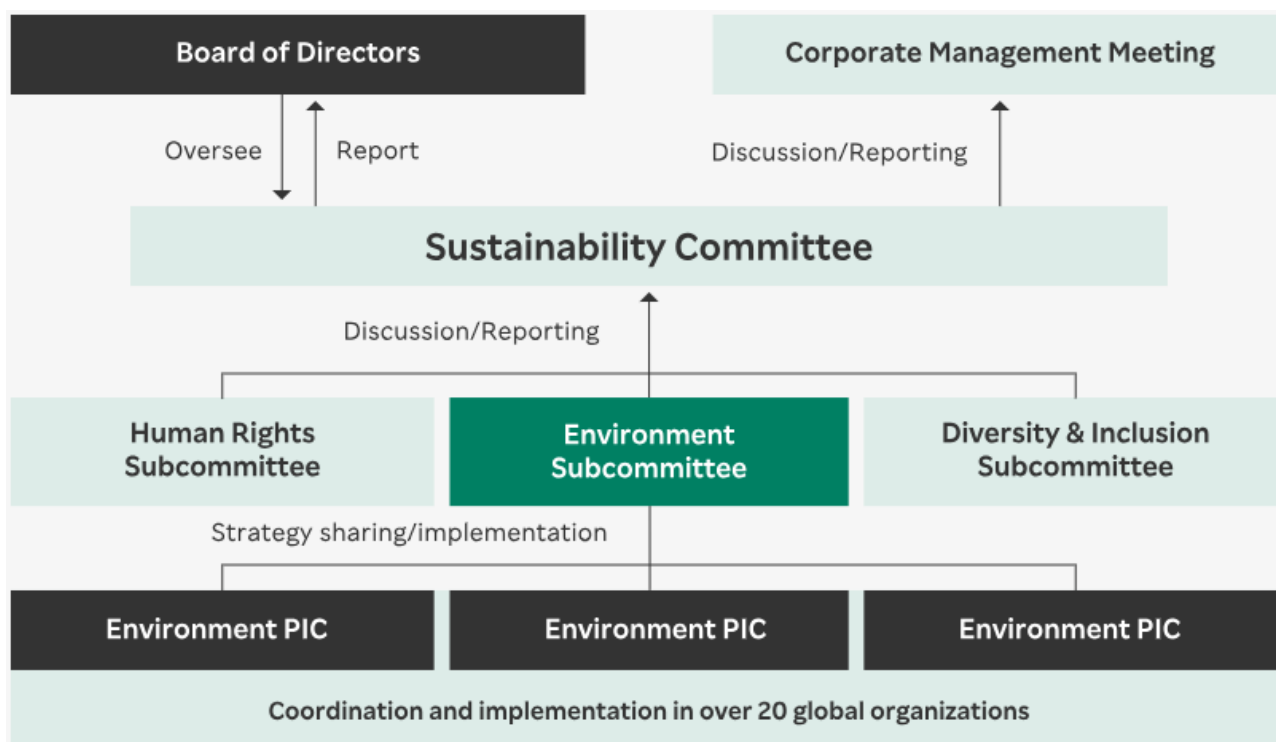 Board of Directors
Corporate Management Meeting
Oversee
Report
Discussion/Reporting
Sustainability Committee
Discussion/Reporting
Human Rights
Subcommittee
Environment
Subcommittee
Diversity & Inclusion
Subcommittee
Strategy sharing/implementation
Environment PIC
Environment PIC
Environment PIC
Coordination and implementation in over 20 global organizations